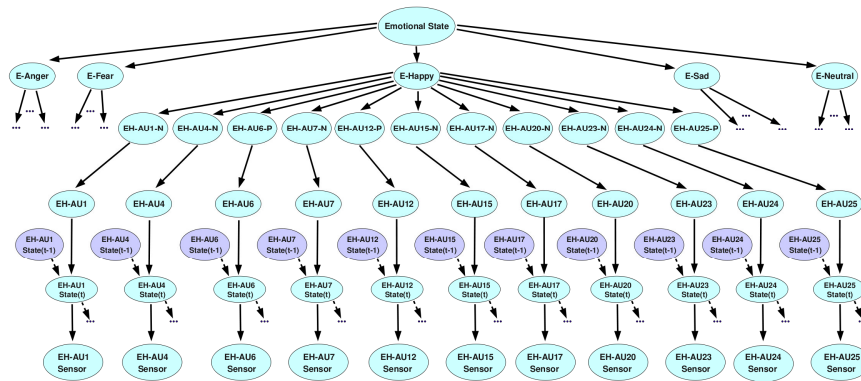 Emotional State
E-Anger E-Fear E-Happy E-Sad E-Neutral
... ... ... ... ... ... ... ... ... ... ... ... ... ... ...
EH-AU1-N EH-AU4-N EH-AU6-P EH-AU7-N EH-AU12-P EH-AU15-N EH-AU17-N EH-AU20-N EH-AU23-N EH-AU24-N EH-AU25-P
EH-AU1 EH-AU4 EH-AU6 EH-AU7 EH-AU12 EH-AU15 EH-AU17 EH-AU20 EH-AU23 EH-AU24 EH-AU25
EH-AU1 EH-AU4 EH-AU6 EH-AU7 EH-AU12 EH-AU15 EH-AU17 EH-AU20 EH-AU23 EH-AU24 EH-AU25
State(t-1) State(t-1) State(t-1) State(t-1) State(t-1) State(t-1) State(t-1) State(t-1) State(t-1) State(t-1) State(t-1)
EH-AU1 EH-AU4 EH-AU6 EH-AU7 EH-AU12 EH-AU15 EH-AU17 EH-AU20 EH-AU23 EH-AU24 EH-AU25
State(t) State(t) State(t) State(t) State(t) State(t) State(t) State(t) State(t) State(t) State(t)
... ... ... ... ... ... ... ... ... ... ...
EH-AU1 EH-AU4 EH-AU6 EH-AU7 EH-AU12 EH-AU15 EH-AU17 EH-AU20 EH-AU23 EH-AU24 EH-AU25
Sensor Sensor Sensor Sensor Sensor Sensor Sensor Sensor Sensor Sensor Sensor